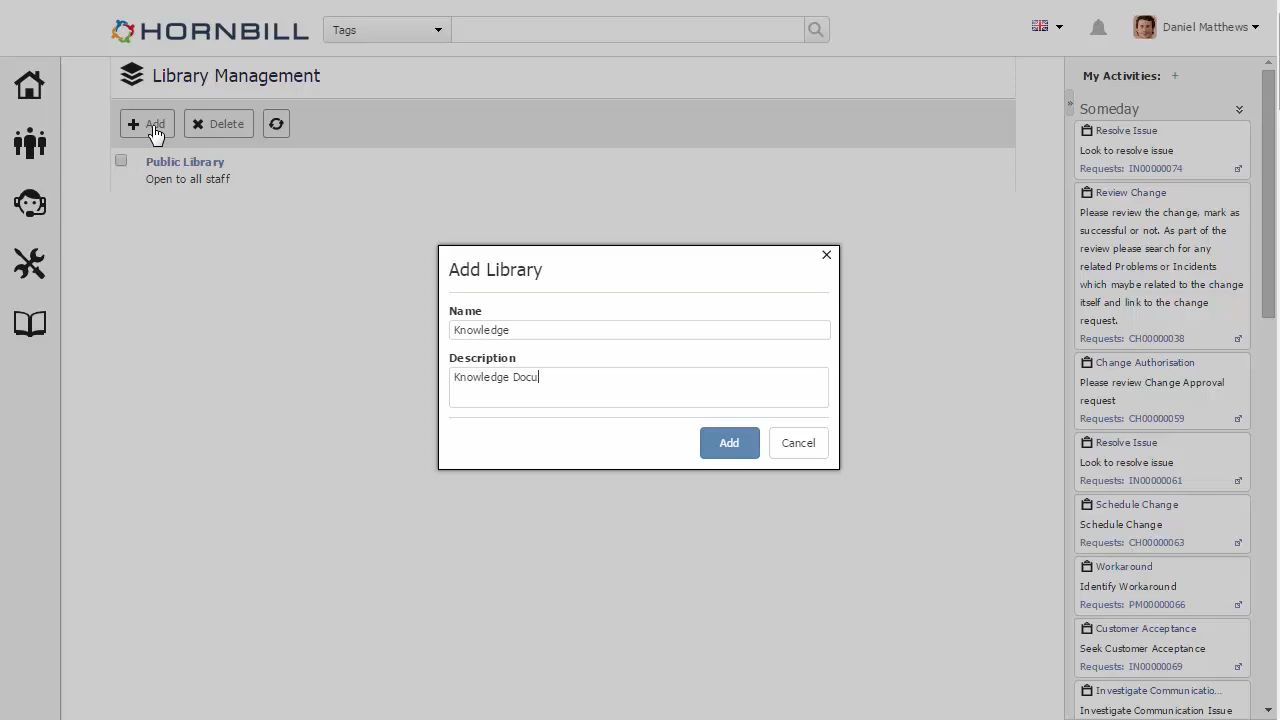 HORNBILL
Tags
Daniel Matthews
Library Management
Add
Delete
Public Library
Open to all staff
Add Library
Name
Knowledge
Description
Knowledge Docu
Add
Cancel
My Activities: +
Someday
Resolve Issue
Look to resolve issue
Requests: IN00000074
Review Change
Please review the change, mark as
successful or not. As part of the
review please search for any
related Problems or Incidents
which maybe related to the change
itself and link to the change
request.
Requests: CH00000038
Change Authorisation
Please review Change Approval
request
Requests: CH00000059
Resolve Issue
Look to resolve issue
Requests: IN00000061
Schedule Change
Schedule Change
Requests: CH00000063
Workaround
Identify Workaround
Requests: PM00000066
Customer Acceptance
Seek Customer Acceptance
Requests: IN00000069
Investigate Communicatio...
Investigate Communication Issue